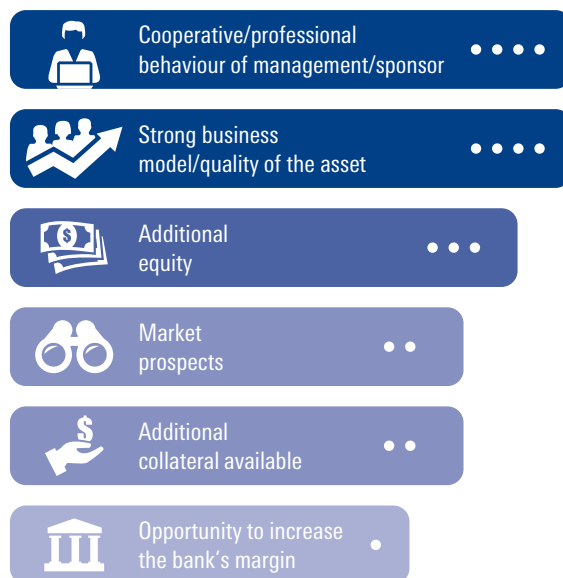 Cooperative/professional
behaviour of management/sponsor
Strong business
model/quality of the asset
$
Additional
equity
Market
prospects
$
Additional
collateral available
Opportunity to increase
the bank's margin